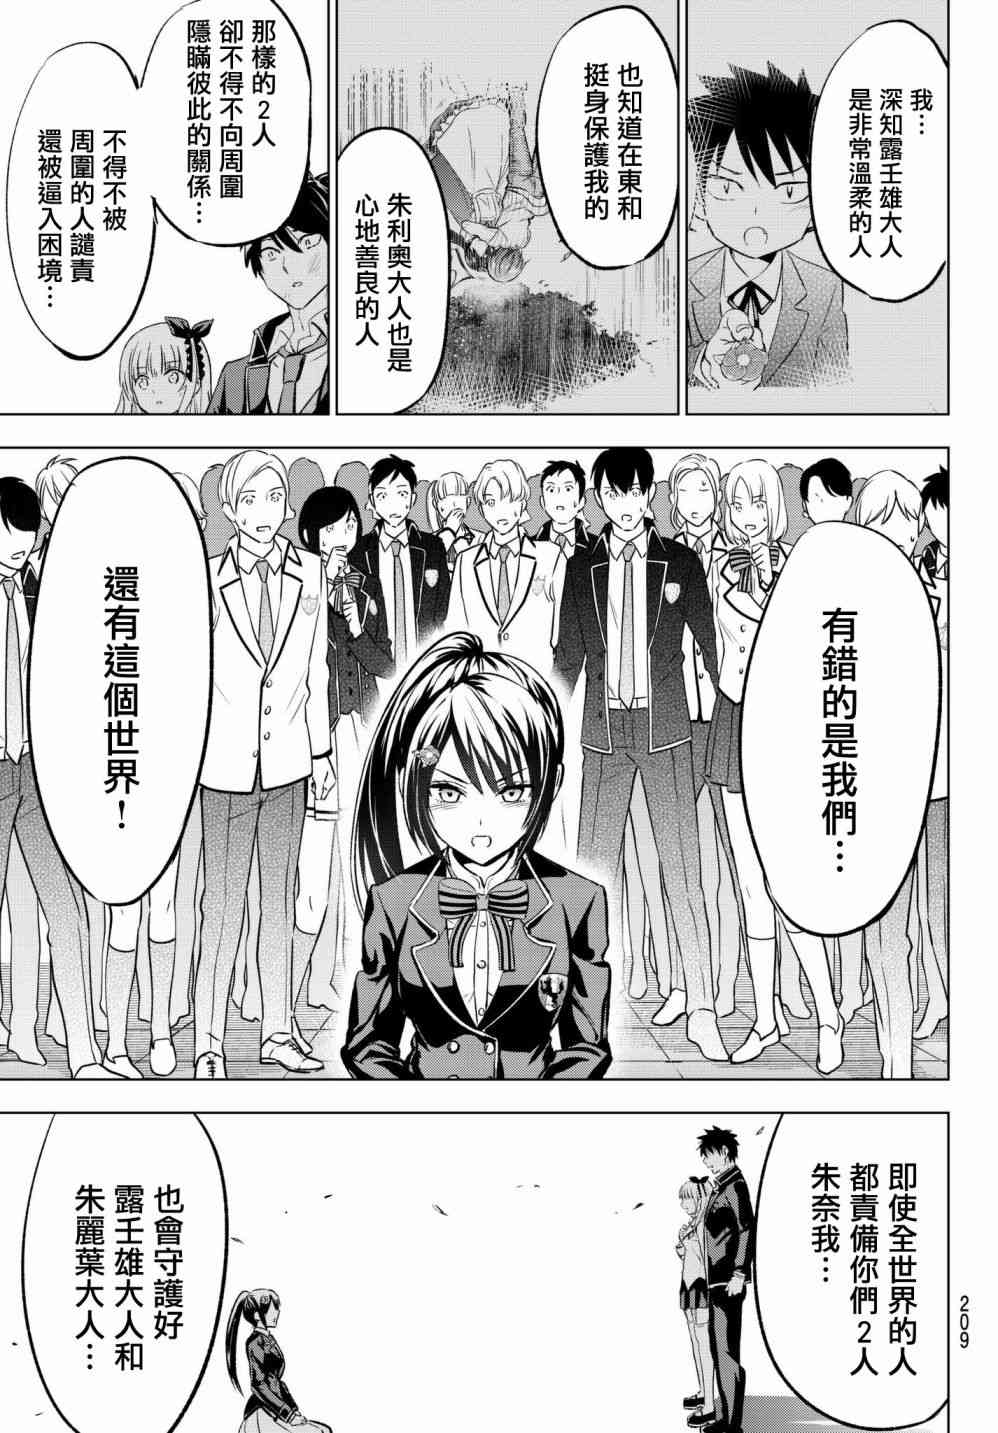 我…
深知露壬雄大人
是非常溫柔的人
也知道在東和
挺身保護我的
朱利奧大人也是
心地善良的人
那樣的2人
卻不得不向周圍
隱瞞彼此的關係…
不得不被
周圍的人譴責
還被逼入困境…
有錯的是我們…
還有這個世界！
即使全世界的人
都責備你們2人
朱奈我…
也會守護好
露壬雄大人和
朱麗葉大人…
209